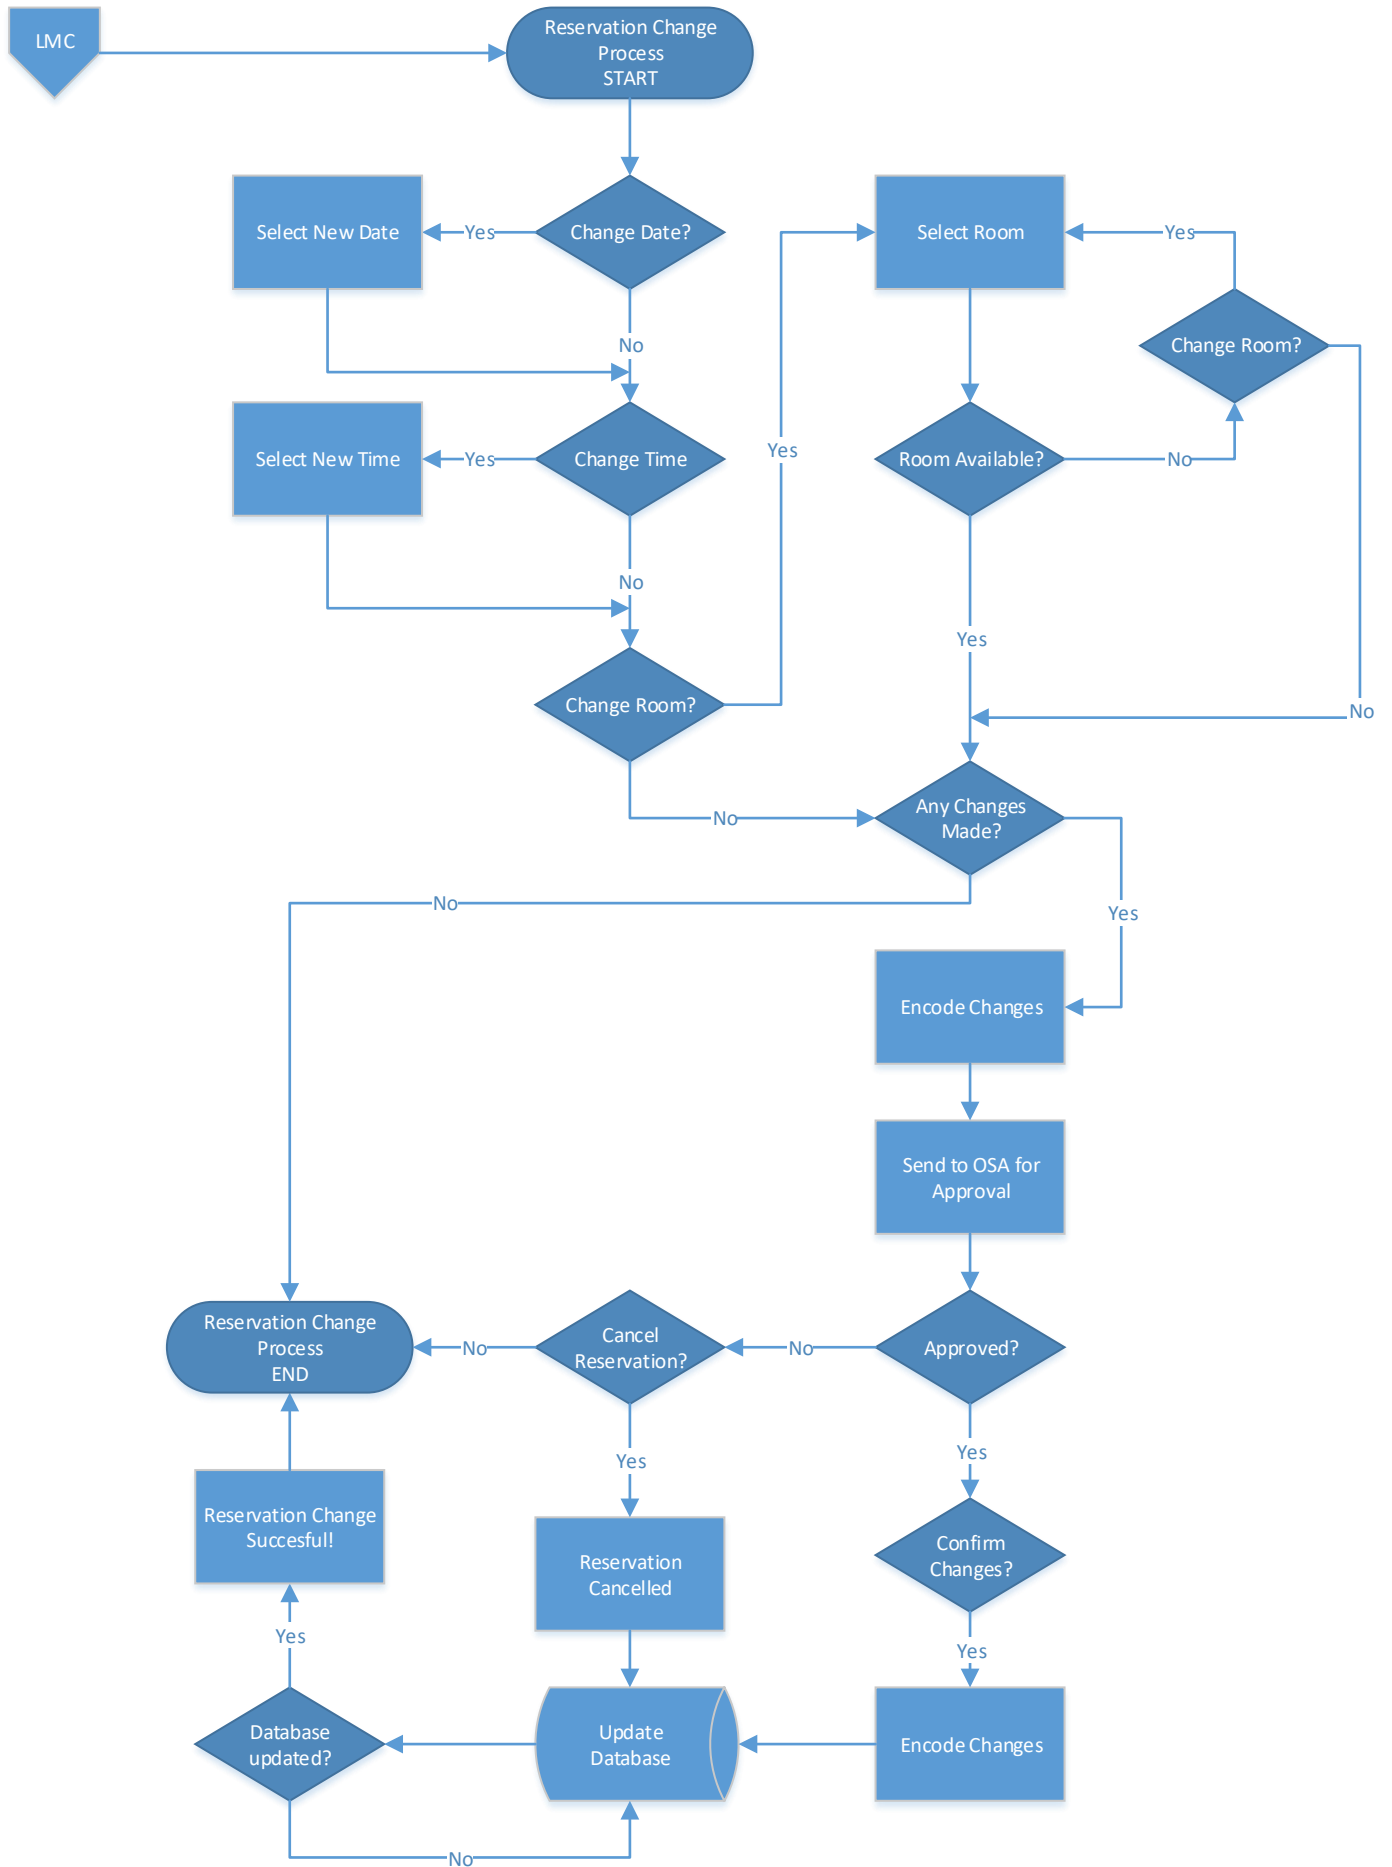 LMC
Reservation Change
Process
START
Select New Date
Yes
Change Date?
Select Room
Yes
No
Change Room?
Select New Time
Yes
Change Time
Yes
Room Available?
No
No
Yes
Change Room?
No
No
Any Changes
Made?
No
Yes
Encode Changes
Send to OSA for
Approval
Reservation Change
Process
END
No
Cancel
Reservation?
No
Approved?
Yes
Yes
Reservation Change
Succesful!
Reservation
Cancelled
Confirm
Changes?
Yes
Yes
Database
updated?
Update
Database
Encode Changes
No